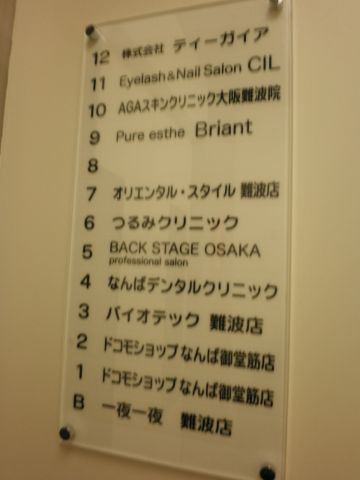 12 株式会社 ティーガイア
11 Eyelash&Nail Salon CIL
10 AGAスキンクリニック大阪難波院
9 Pure esthe Briant
8
7 オリエンタル・スタイル 難波店
6 つるみクリニック
5 BACK STAGE OSAKA
professional salon
4 なんばデンタルクリニック
3 バイオテック 難波店
2 ドコモショップなんば御堂筋店
1 ドコモショップなんば御堂筋店
B 一夜一夜 難波店